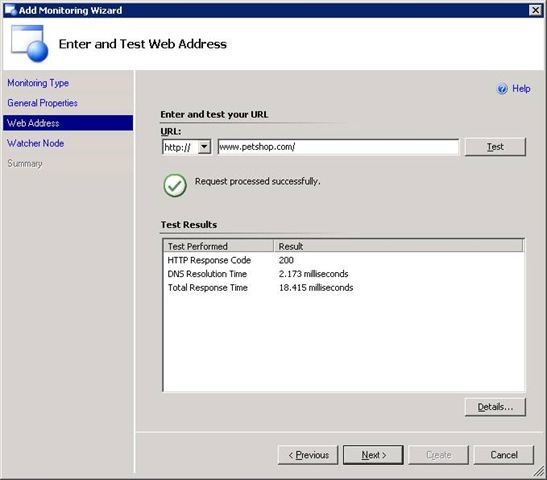 Add Monitoring Wizard
Enter and Test Web Address
Monitoring Type
General Properties
Web Address
Watcher Node
Summary
Help
Enter and test your URL
URL:
http:// www.petshop.com/ Test
Request processed successfully.
Test Results
Test Performed Result
HTTP Response Code 200
DNS Resolution Time 2.173 milliseconds
Total Response Time 18.415 milliseconds
Details...
< Previous Next > Create Cancel